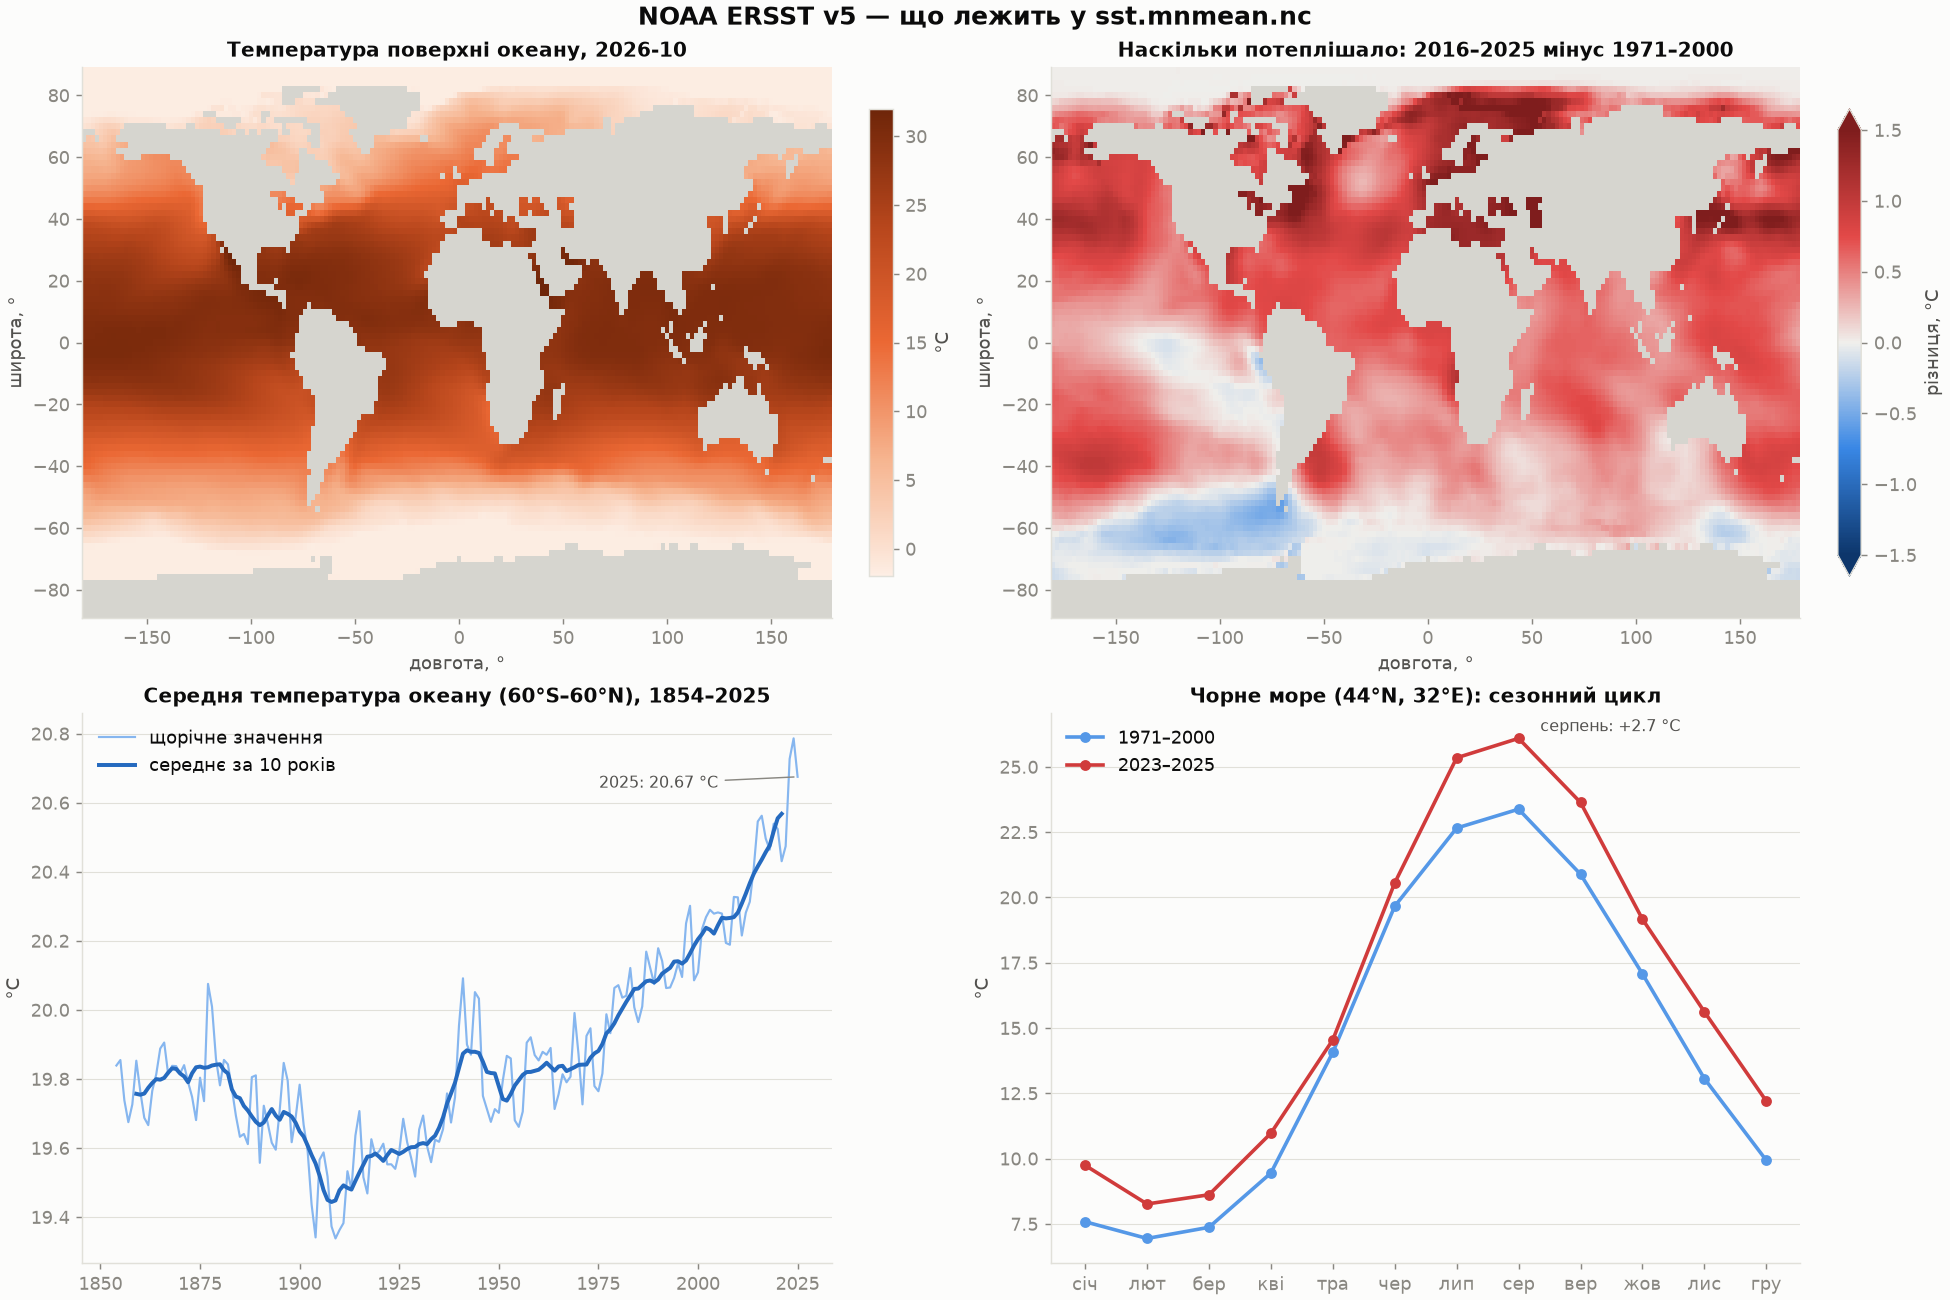 NOAA ERSST v5 — що лежить у sst.mnmean.nc
Температура поверхні океану, 2026-10
80
60
40
20
0
−20
−40
−60
−80
широта, °
−150
−100
−50
0
50
100
150
довгота, °
30
25
20
15
10
5
0
°C
Наскільки потеплішало: 2016–2025 мінус 1971–2000
80
60
40
20
0
−20
−40
−60
−80
широта, °
−150
−100
−50
0
50
100
150
довгота, °
1.5
1.0
0.5
0.0
−0.5
−1.0
−1.5
різниця, °C
Середня температура океану (60°S–60°N), 1854–2025
щорічне значення
середнє за 10 років
2025: 20.67 °C
20.8
20.6
20.4
20.2
20.0
19.8
19.6
19.4
°C
1850
1875
1900
1925
1950
1975
2000
2025
Чорне море (44°N, 32°E): сезонний цикл
1971–2000
2023–2025
серпень: +2.7 °C
25.0
22.5
20.0
17.5
15.0
12.5
10.0
7.5
°C
січ
лют
бер
кві
тра
чер
лип
сер
вер
жов
лис
гру